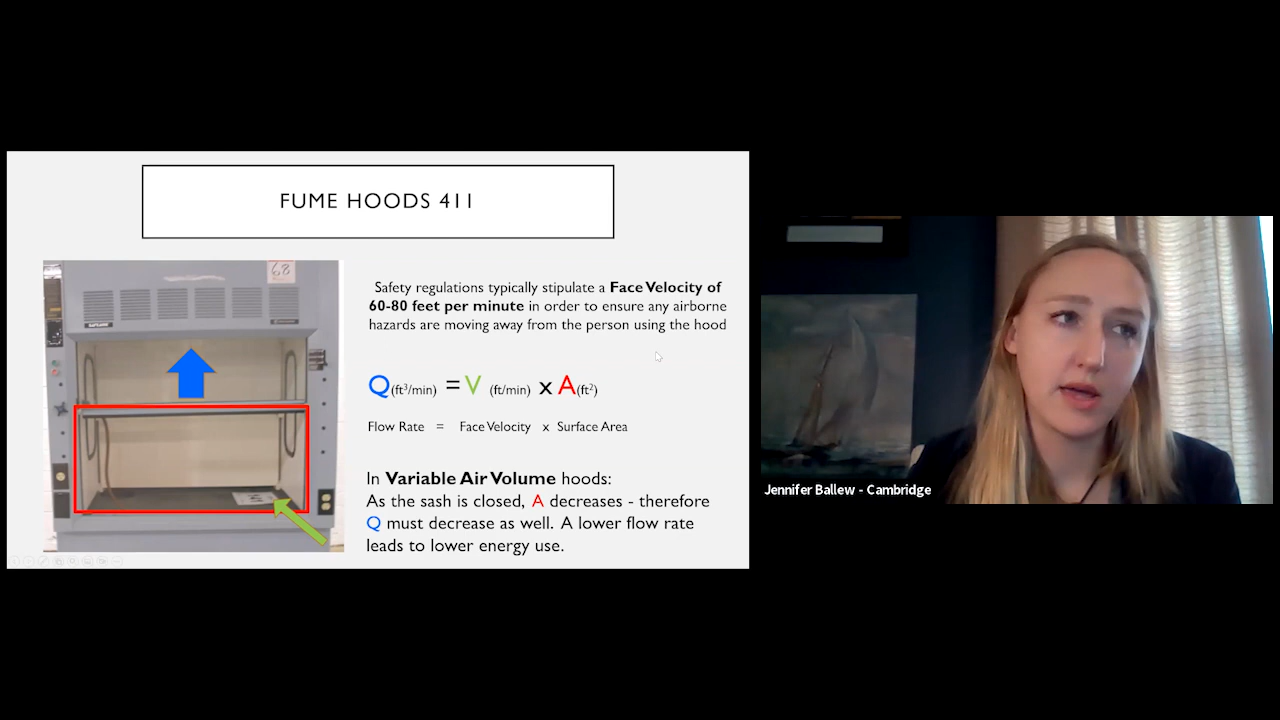 FUME HOODS 411
68
Safety regulations typically stipulate a Face Velocity of
60-80 feet per minute in order to ensure any airborne
hazards are moving away from the person using the hood
Q(ft³/min) = V (ft/min) x A(ft²)
Flow Rate = Face Velocity x Surface Area
In Variable Air Volume hoods:
As the sash is closed, A decreases - therefore
Q must decrease as well. A lower flow rate
leads to lower energy use.
Jennifer Ballew - Cambridge